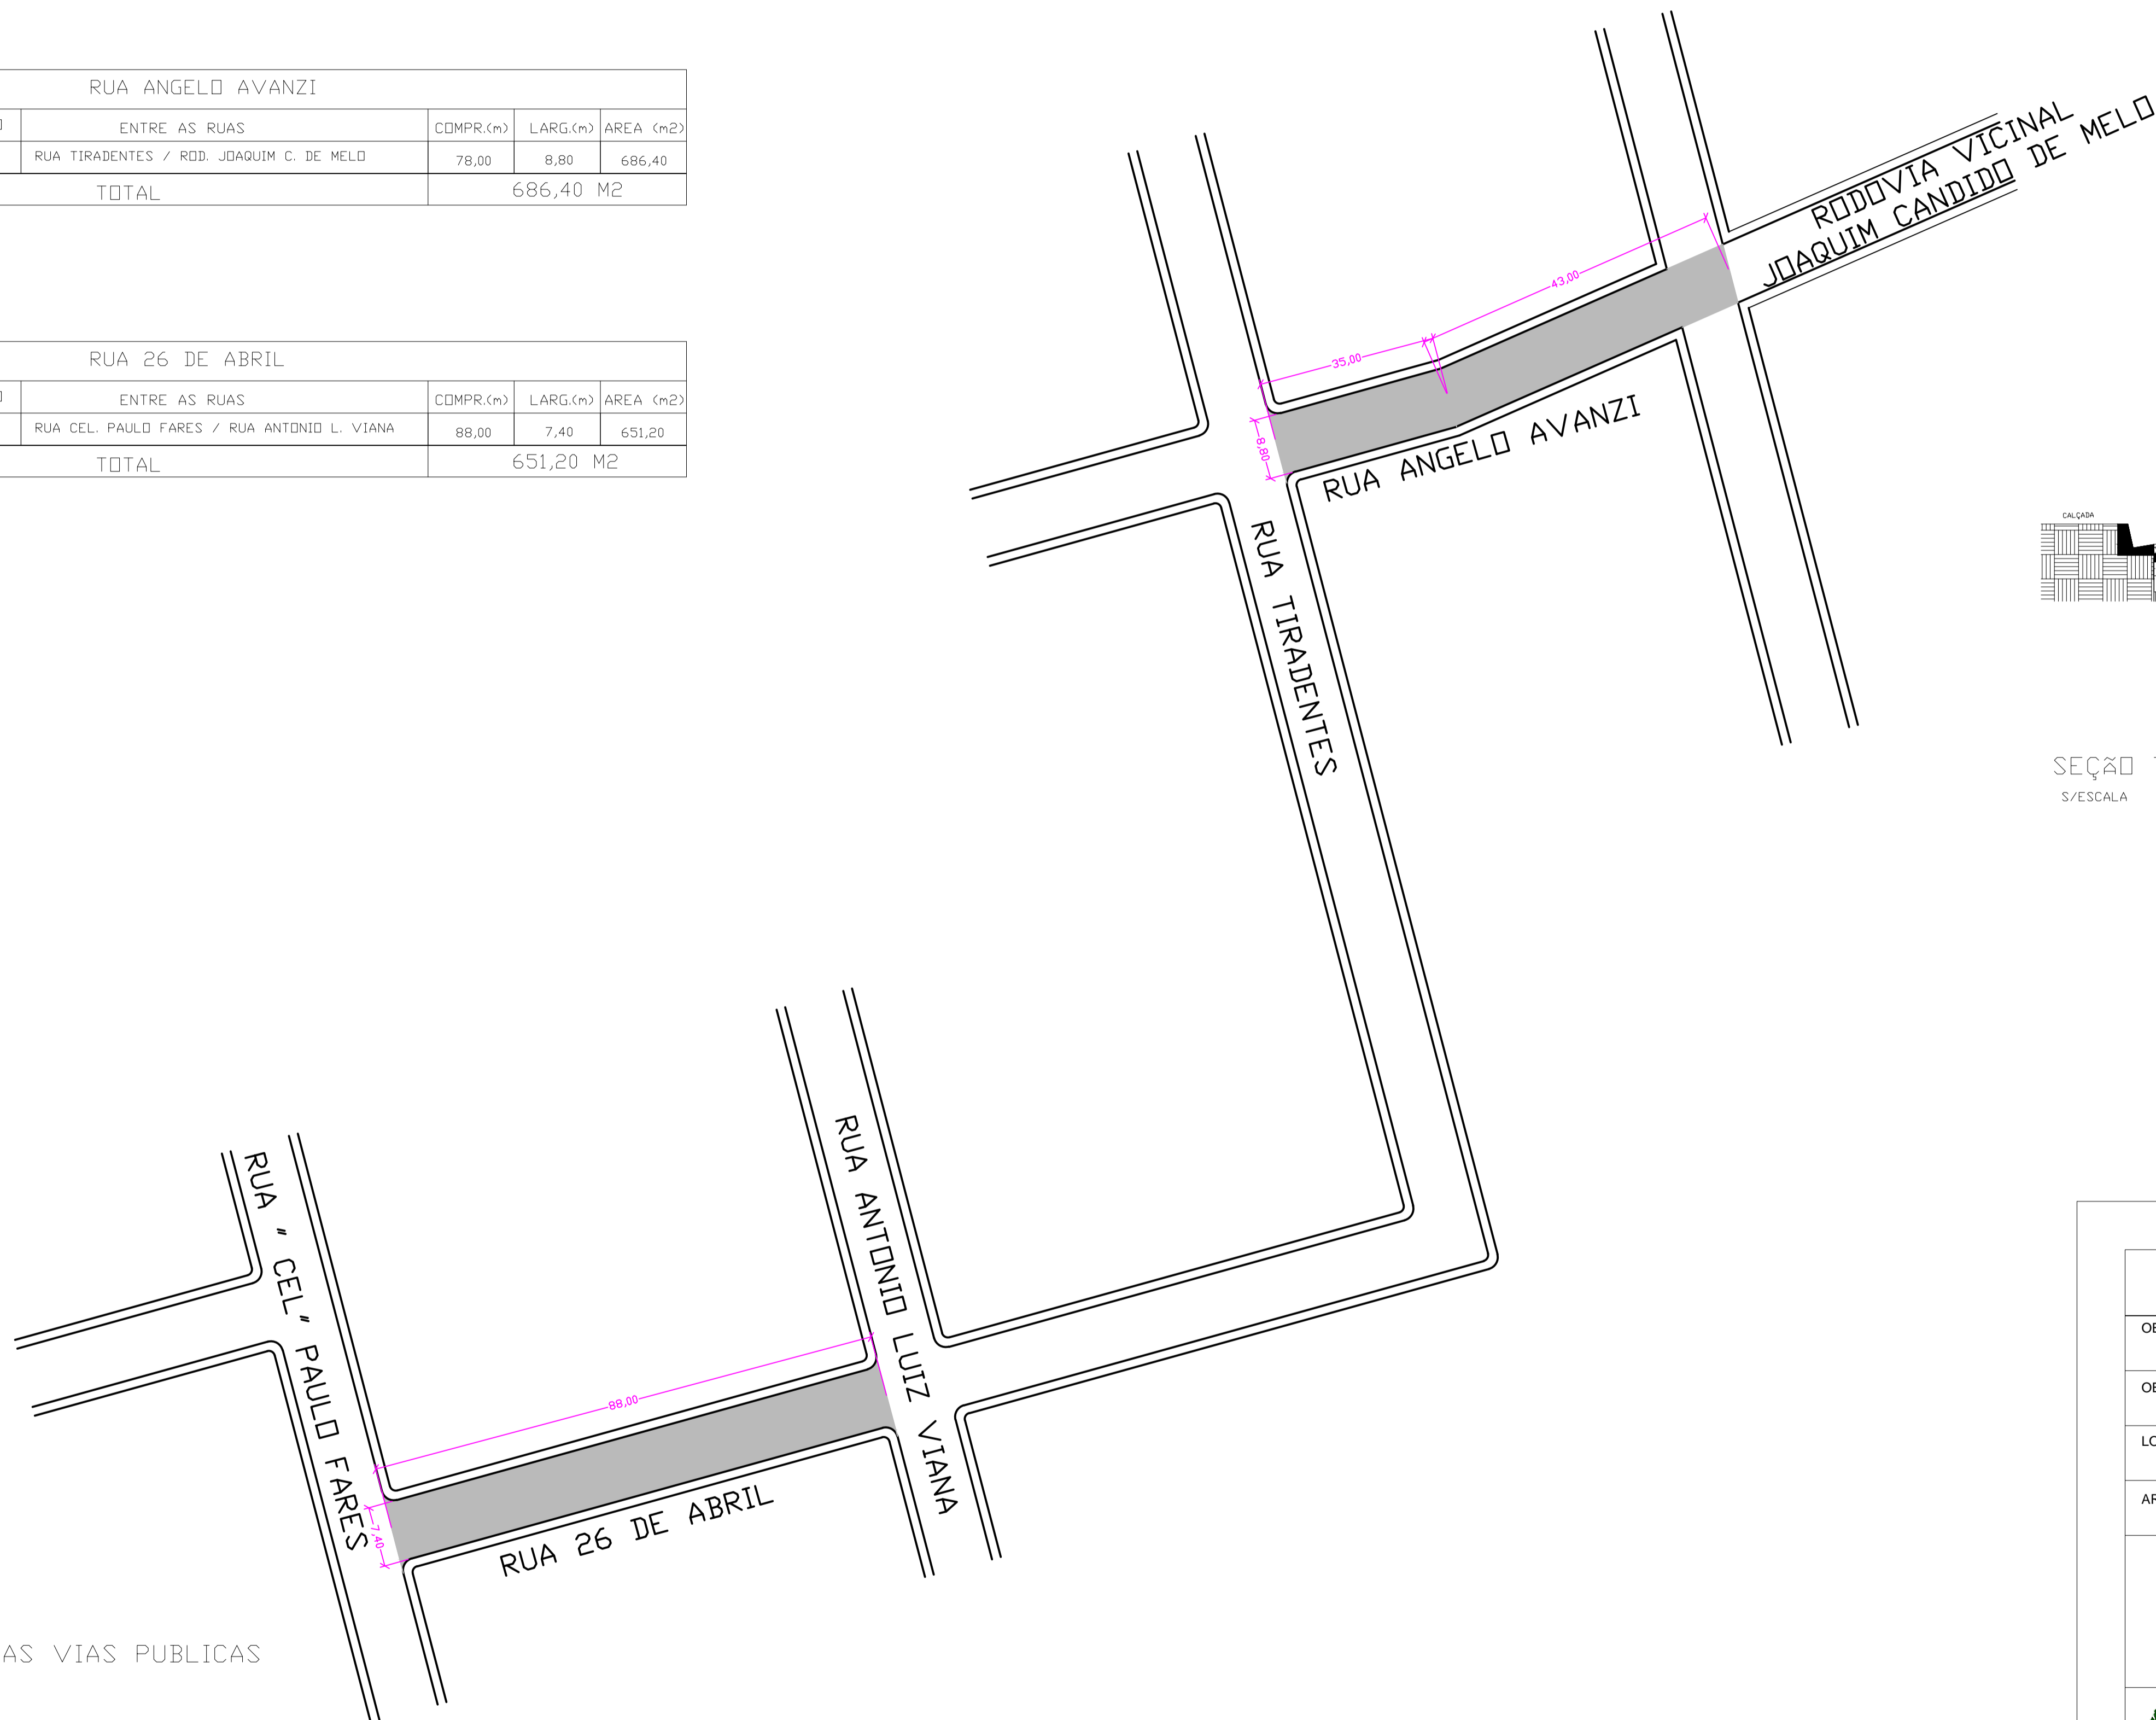 RUA ANGELO AVANZI
ENTRE AS RUAS COMPR.(m) LARG.(m) AREA (m2)
RUA TIRADENTES / ROD. JOAQUIM C. DE MELO 78,00 8,80 686,40
TOTAL 686,40 M2
RUA 26 DE ABRIL
ENTRE AS RUAS COMPR.(m) LARG.(m) AREA (m2)
RUA CEL. PAULO FARES / RUA ANTONIO L. VIANA 88,00 7,40 651,20
TOTAL 651,20 M2
RODOVIA VICINAL
JOAQUIM CANDIDO DE MELO
43,00
35,00
8,80
RUA ANGELO AVANZI
RUA TIRADENTES
CALÇADA
SEÇÃO
S/ESCALA
RUA ANTONIO LUIZ VIANA
RUA " CEL" PAULO FARES
88,00
7,40
RUA 26 DE ABRIL
AS VIAS PUBLICAS